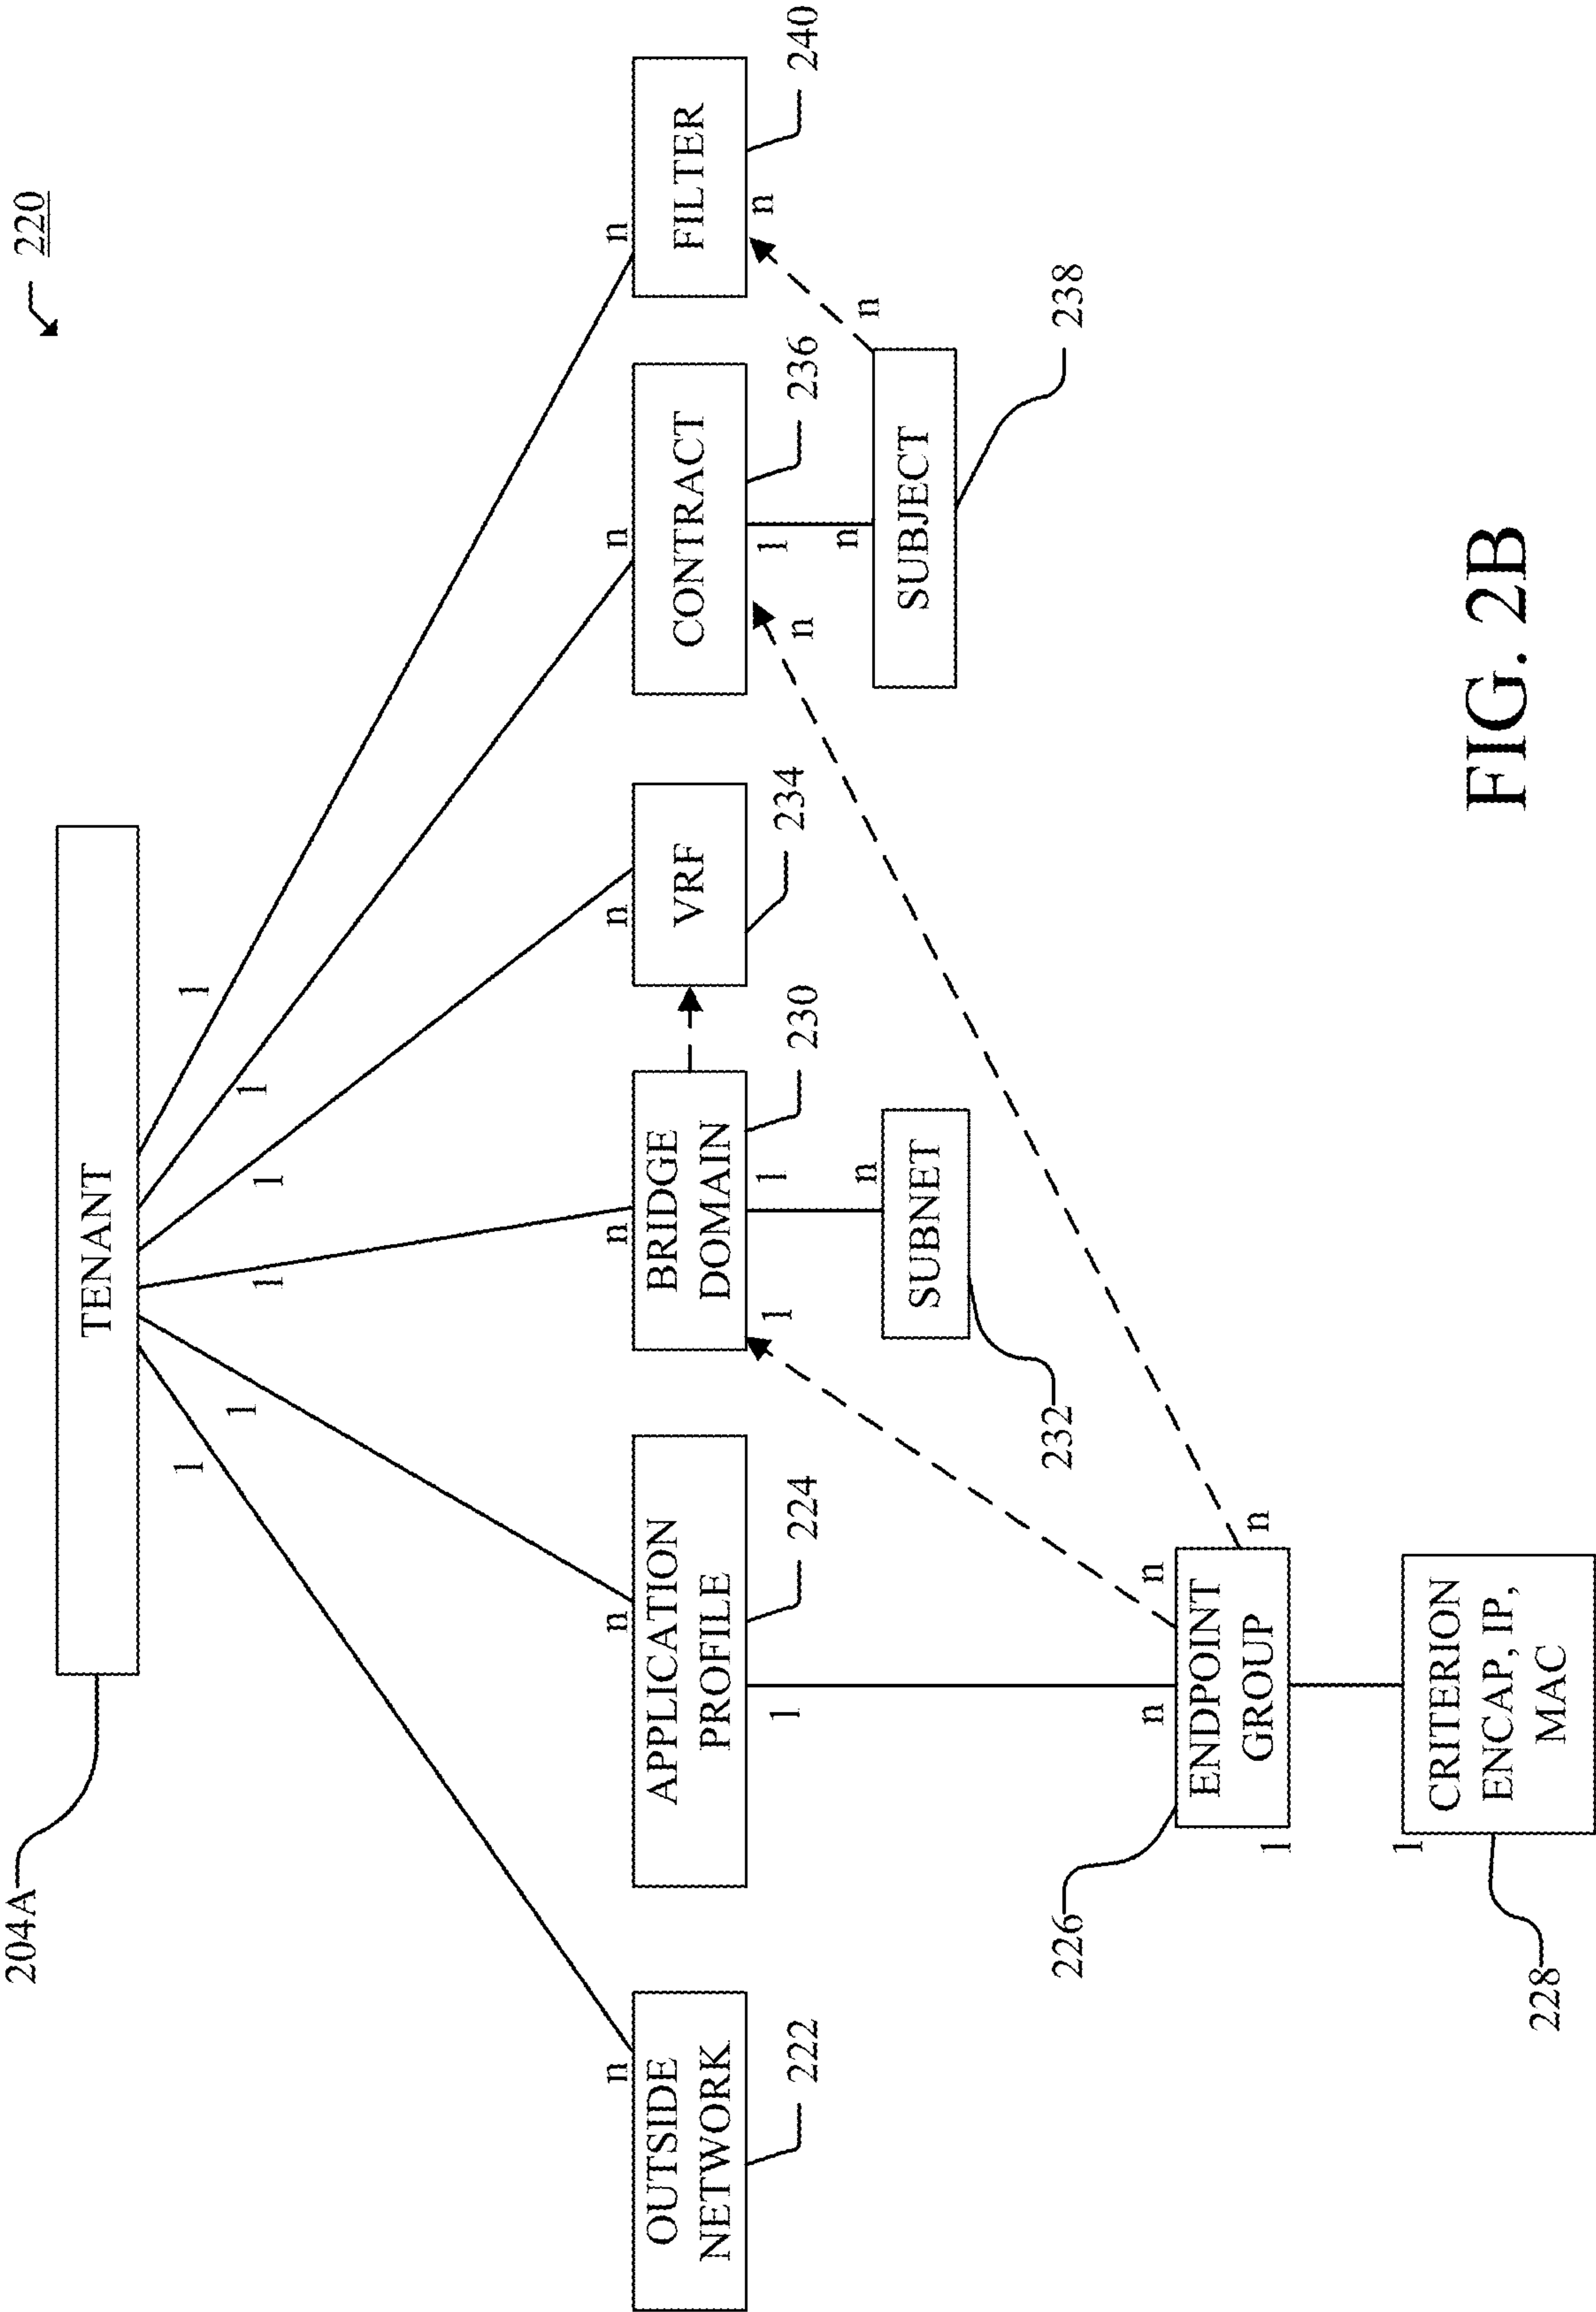 220
204A
TENANT
1
1
1
1
1
1
n
n
n
n
n
n
OUTSIDE
NETWORK
222
APPLICATION
PROFILE
224
BRIDGE
DOMAIN
230
VRF
234
CONTRACT
236
FILTER
240
1
1
1
n
1
n
n
n
n
SUBNET
232
SUBJECT
238
n
n
n
ENDPOINT
GROUP
226
1
1
CRITERION
ENCAP, IP,
MAC
228
FIG. 2B